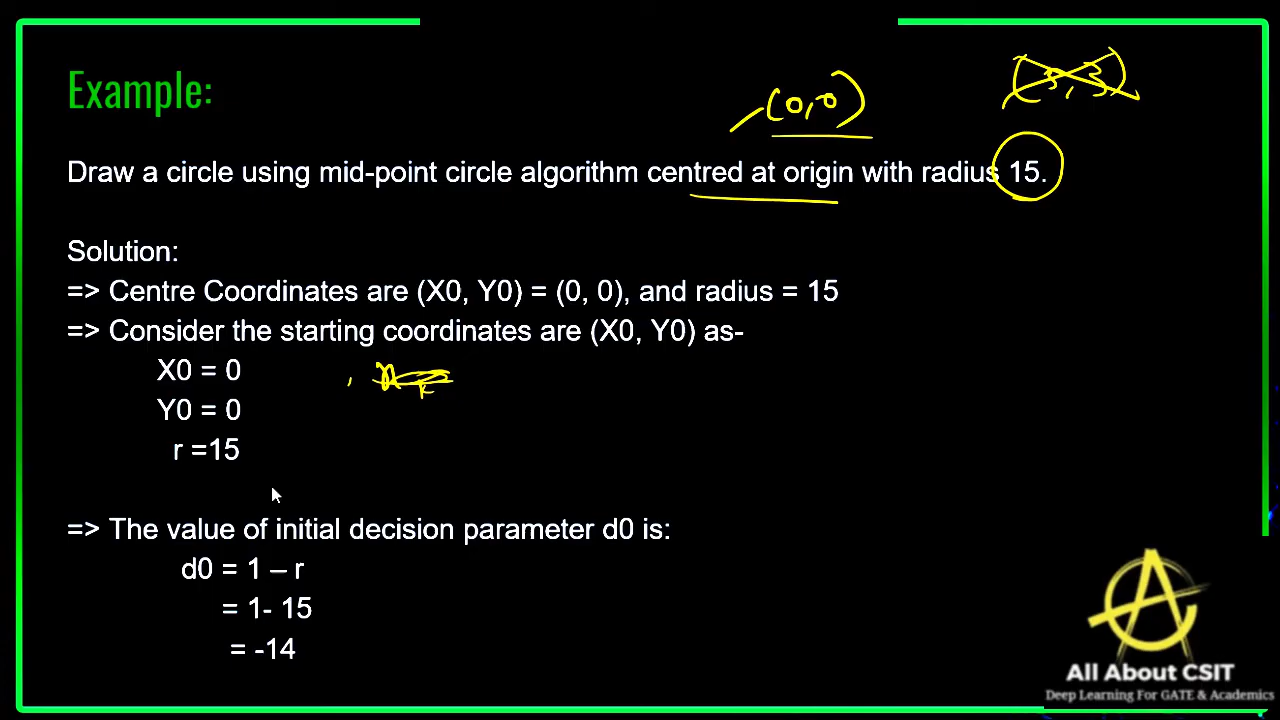 Example:
(0,0)
(3,3)
Draw a circle using mid-point circle algorithm centred at origin with radius 15.
Solution:
=> Centre Coordinates are (X0, Y0) = (0, 0), and radius = 15
=> Consider the starting coordinates are (X0, Y0) as-
X0 = 0
Y0 = 0
r =15
=> The value of initial decision parameter d0 is:
d0 = 1 – r
= 1- 15
= -14
All About CSIT
Deep Learning For GATE & Academics